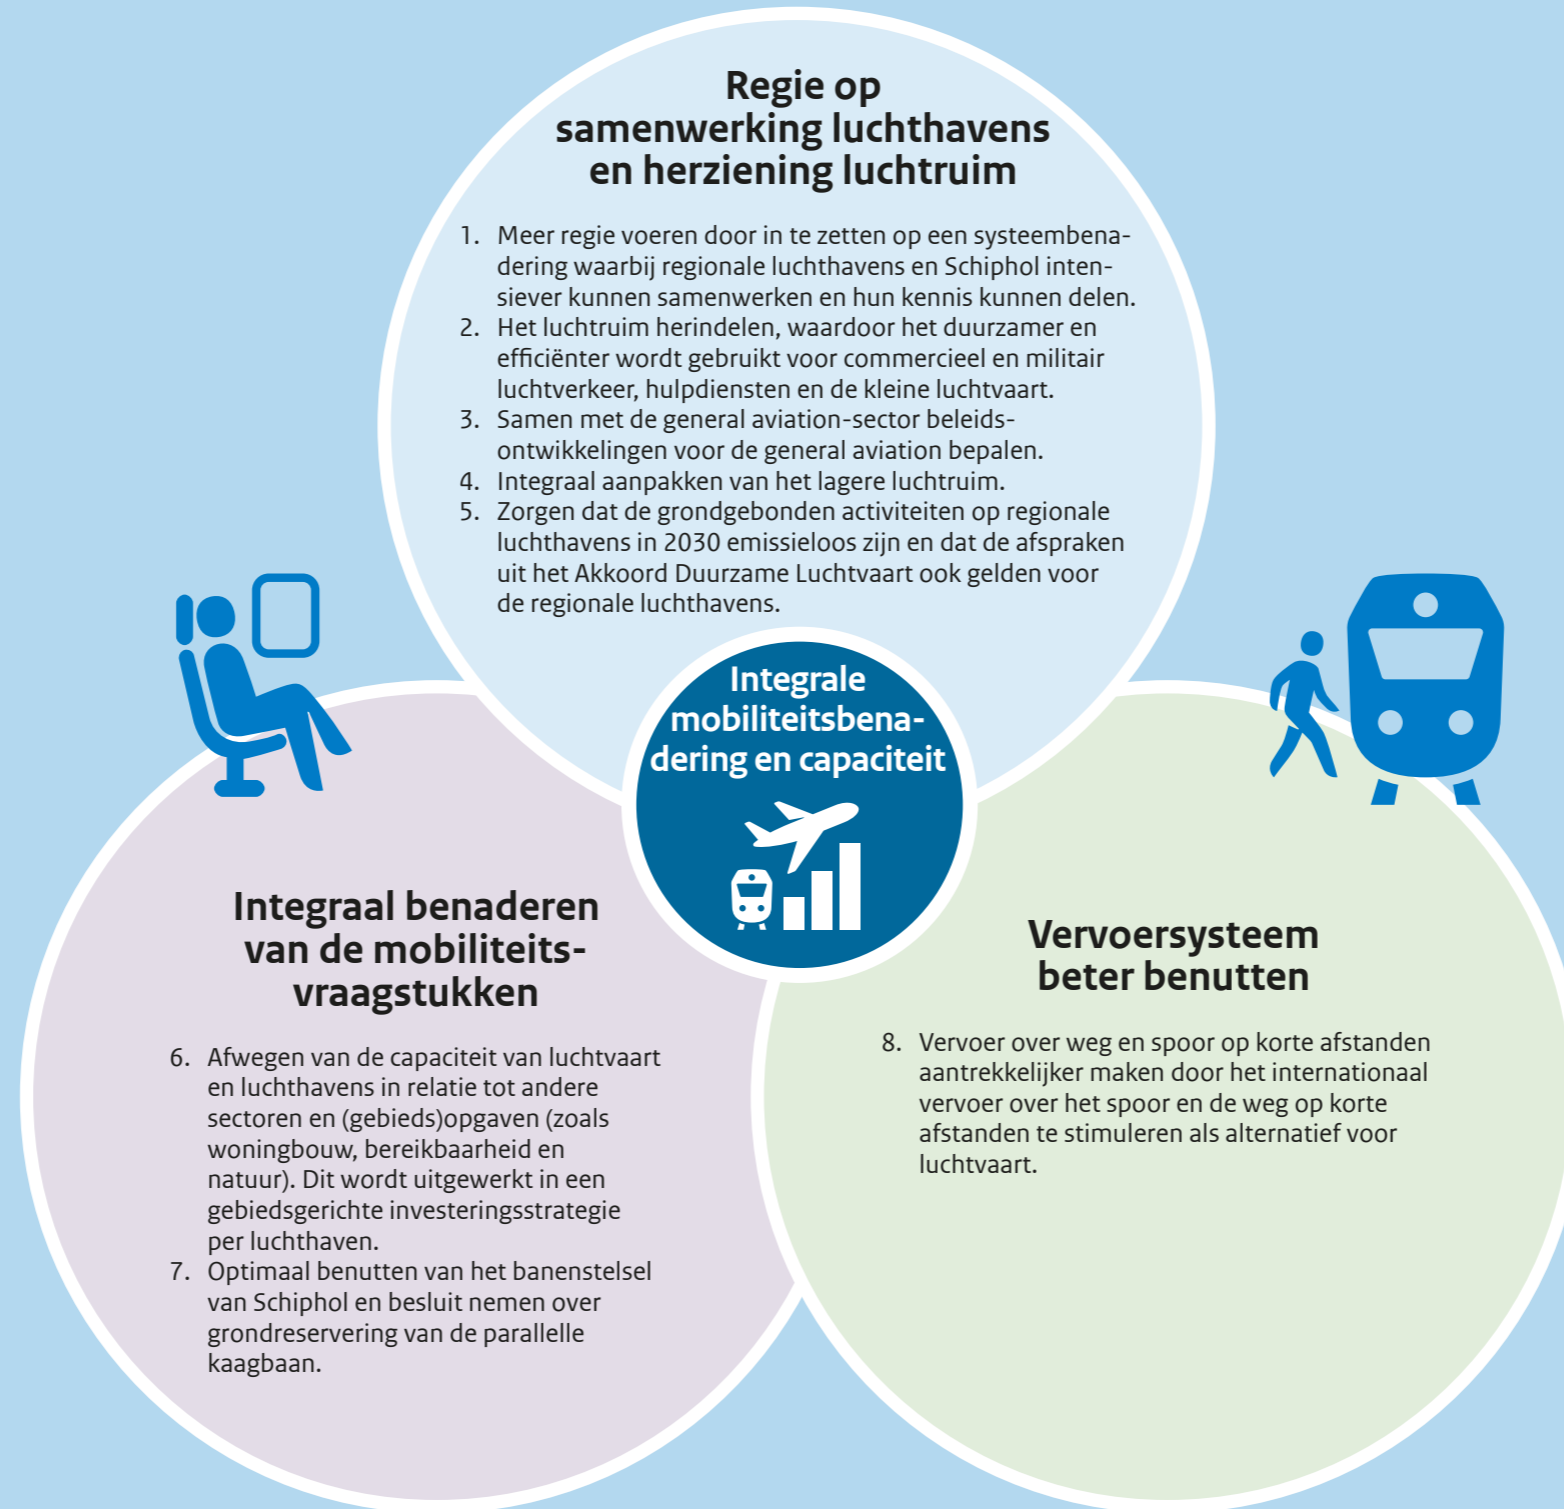 Regie op
samenwerking luchthavens
en herziening luchtruim
1. Meer regie voeren door in te zetten op een systeembena-
dering waarbij regionale luchthavens en Schiphol inten-
siever kunnen samenwerken en hun kennis kunnen delen.
2. Het luchtruim herindelen, waardoor het duurzamer en
efficiënter wordt gebruikt voor commercieel en militair
luchtverkeer, hulpdiensten en de kleine luchtvaart.
3. Samen met de general aviation-sector beleids-
ontwikkelingen voor de general aviation bepalen.
4. Integraal aanpakken van het lagere luchtruim.
5. Zorgen dat de grondgebonden activiteiten op regionale
luchthavens in 2030 emissieloos zijn en dat de afspraken
uit het Akkoord Duurzame Luchtvaart ook gelden voor
de regionale luchthavens.
Integrale
mobiliteitsbena-
dering en capaciteit
Integraal benaderen
van de mobiliteits-
vraagstukken
6. Afwegen van de capaciteit van luchtvaart
en luchthavens in relatie tot andere
sectoren en (gebieds)opgaven (zoals
woningbouw, bereikbaarheid en
natuur). Dit wordt uitgewerkt in een
gebiedsgerichte investeringsstrategie
per luchthaven.
7. Optimaal benutten van het banenstelsel
van Schiphol en besluit nemen over
grondreservering van de parallelle
kaagbaan.
Vervoersysteem
beter benutten
8. Vervoer over weg en spoor op korte afstanden
aantrekkelijker maken door het internationaal
vervoer over het spoor en de weg op korte
afstanden te stimuleren als alternatief voor
luchtvaart.